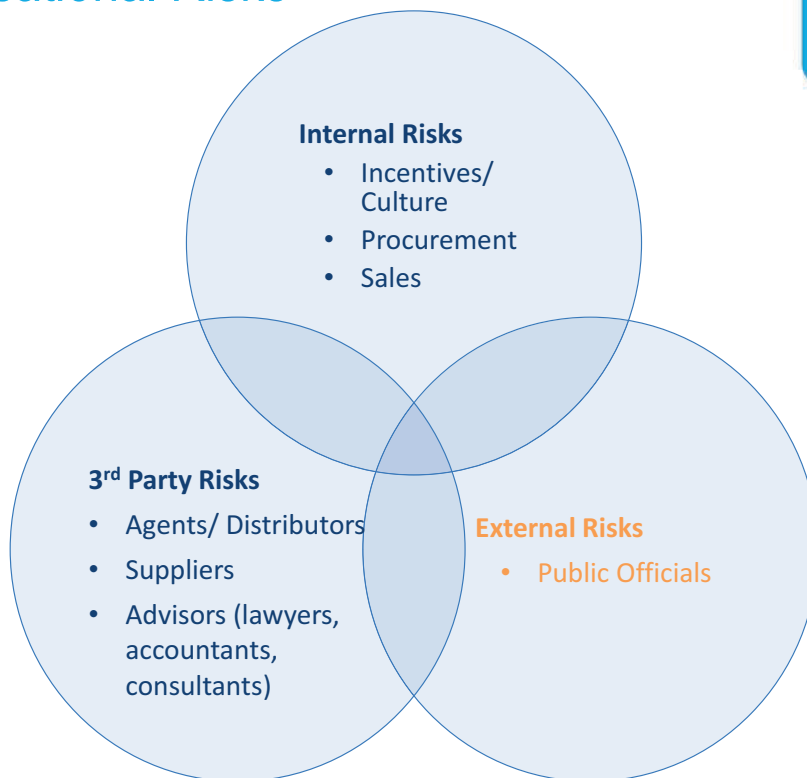 Internal Risks
• Incentives/
Culture
• Procurement
• Sales
3rd Party Risks
• Agents/ Distributors
• Suppliers
• Advisors (lawyers,
accountants,
consultants)
External Risks
• Public Officials